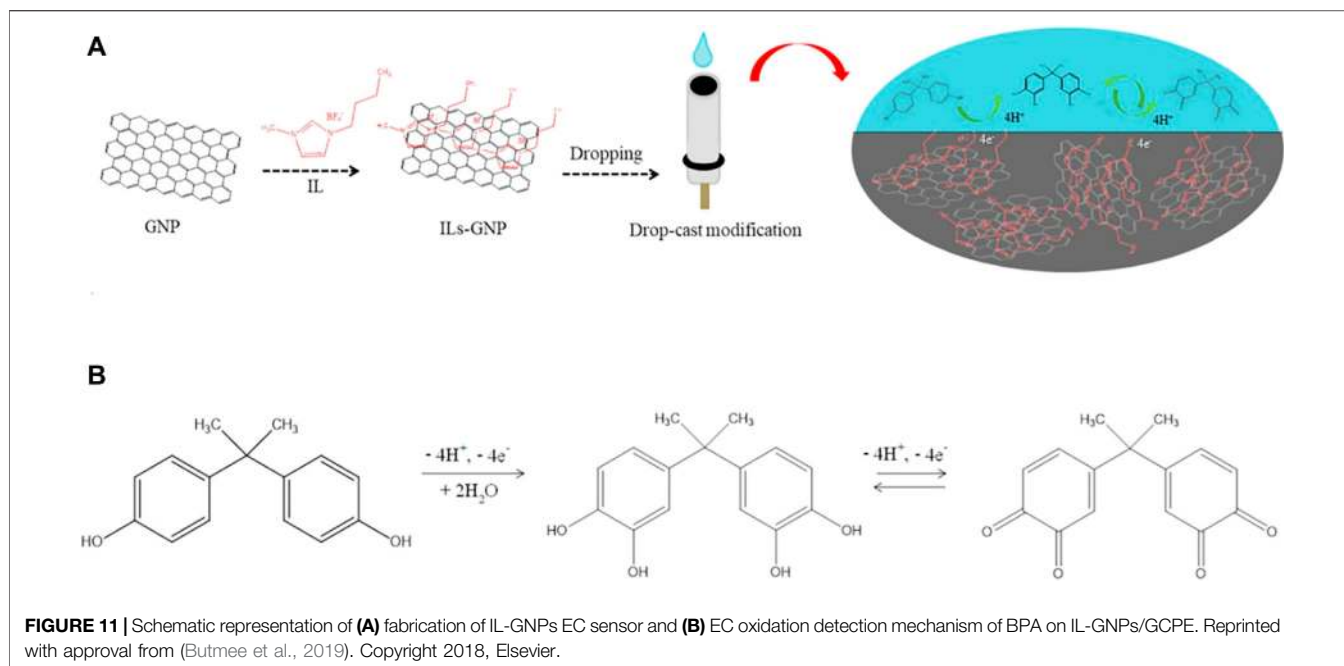 A
CH₃
BF₄⁻
H₃C
GNP
IL
ILs-GNP
Dropping
Drop-cast modification
4H⁺
4H⁺
4e⁻
4e⁻
B
H₃C CH₃
HO OH
- 4H⁺, - 4e⁻
+ 2H₂O
H₃C CH₃
HO OH
OH OH
- 4H⁺, - 4e⁻
H₃C CH₃
O O
O O
FIGURE 11 | Schematic representation of (A) fabrication of IL-GNPs EC sensor and (B) EC oxidation detection mechanism of BPA on IL-GNPs/GCPE. Reprinted
with approval from (Butmee et al., 2019). Copyright 2018, Elsevier.